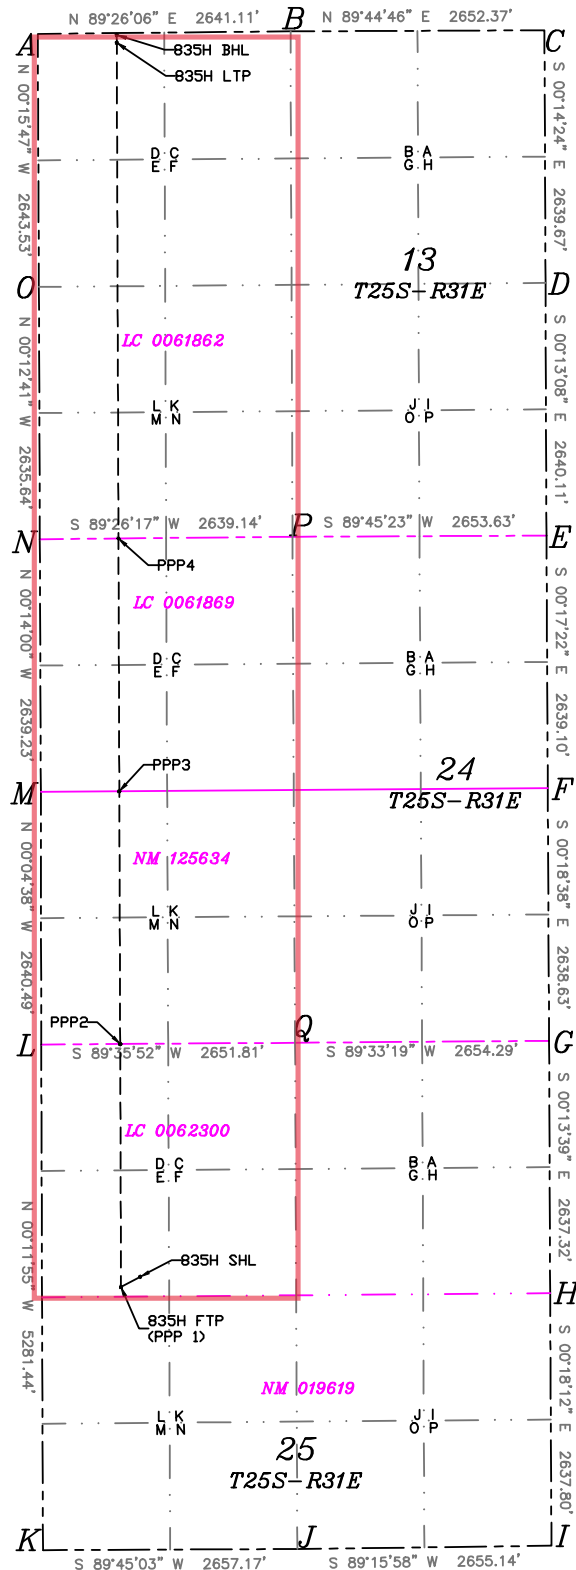 N 89°26'06" E 2641.11'
B
N 89°44'46" E 2652.37'
A
C
835H BHL
835H LTP
N 00°15'47" W 2643.53'
S 00°14'24" E 2639.67'
D C
E F
B A
G H
13
T25S-R31E
O
D
LC 0061862
N 00°12'41" W 2635.64'
S 00°13'08" E 2640.11'
L K
M N
J I
O P
S 89°26'17" W 2639.14'
P
S 89°45'23" W 2653.63'
N
E
PPP4
LC 0061869
N 00°14'00" W 2639.23'
S 00°17'22" E 2639.10'
D C
E F
B A
G H
PPP3
24
T25S-R31E
M
F
NM 125634
N 00°04'38" W 2640.49'
S 00°18'38" E 2638.63'
L K
M N
J I
O P
PPP2
Q
L
G
S 89°35'52" W 2651.81'
S 89°33'19" W 2654.29'
LC 0062300
S 00°13'39" E 2637.32'
D C
E F
B A
G H
N 00°11'55" W 5281.44'
835H SHL
H
835H FTP
(PPP 1)
NM 019619
S 00°18'12" E 2637.80'
L K
M N
J I
O P
25
T25S-R31E
K
J
I
S 89°45'03" W 2657.17'
S 89°15'58" W 2655.14'